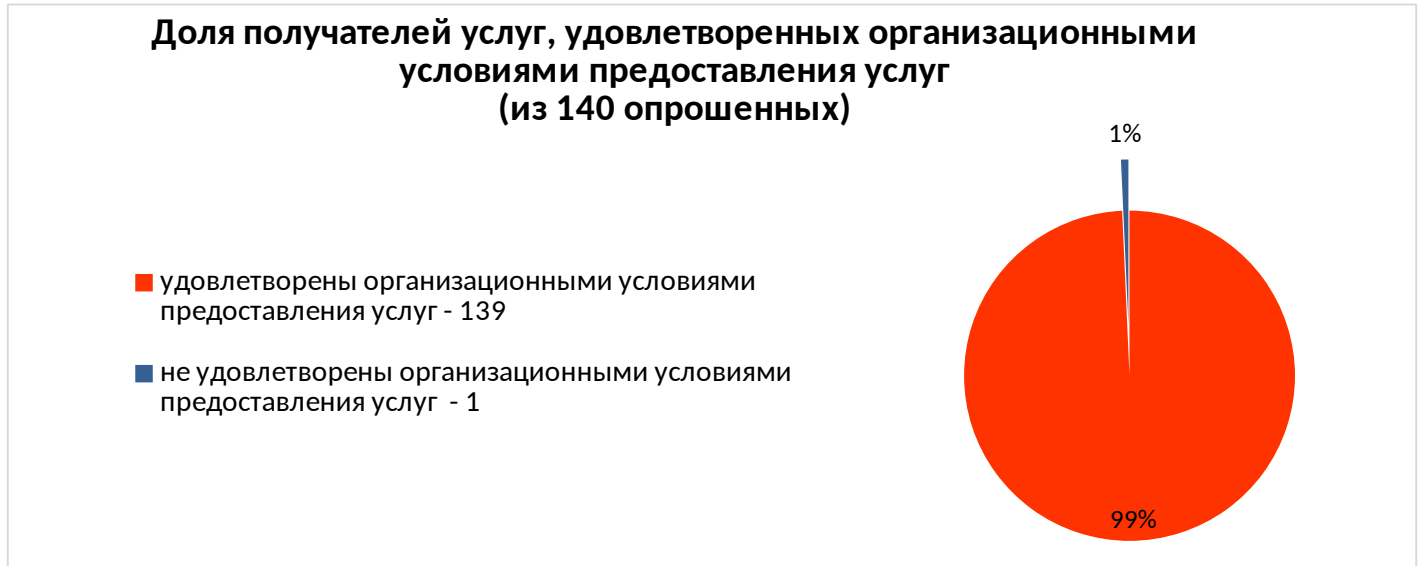 Доля получателей услуг, удовлетворенных организационными
условиями предоставления услуг
(из 140 опрошенных)
1%
удовлетворены организационными условиями
предоставления услуг - 139
не удовлетворены организационными условиями
предоставления услуг  - 1
99%